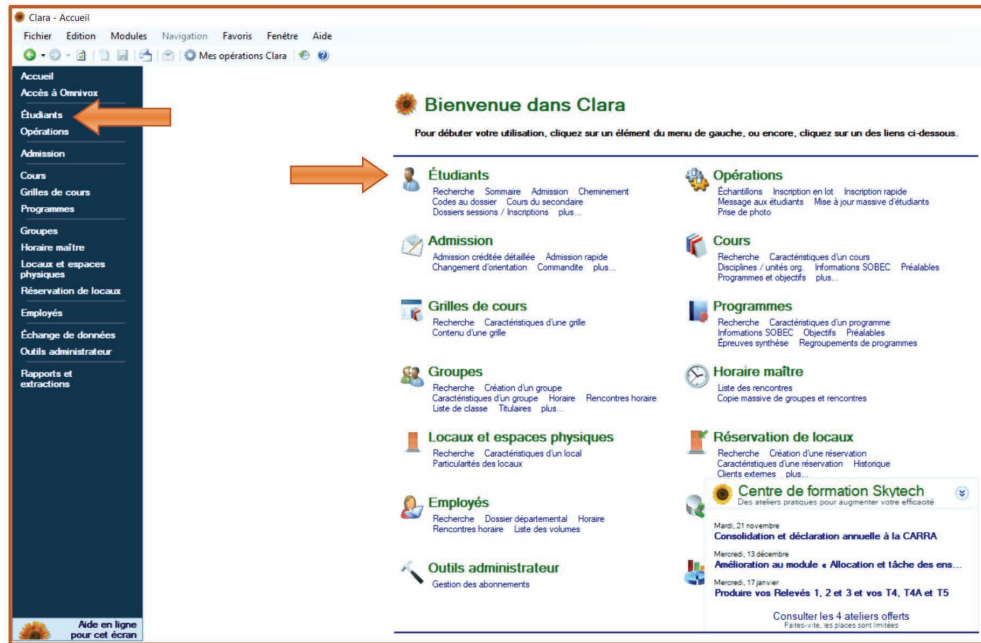 Clara - Accueil
Fichier Edition Modules Navigation Favoris Fenêtre Aide
Mes opérations Clara
Accueil
Accès à Omnivox
Étudiants
Opérations
Admission
Cours
Grilles de cours
Programmes
Groupes
Horaire maître
Locaux et espaces
physiques
Réservation de locaux
Employés
Échange de données
Outils administrateur
Rapports et
extractions
Aide en ligne
pour cet écran
Bienvenue dans Clara
Pour débuter votre utilisation, cliquez sur un élément du menu de gauche, ou encore, cliquez sur un des liens ci-dessous.
Étudiants
Recherche Sommaire Admission Cheminement
Codes au dossier Cours du secondaire
Dossiers sessions / Inscriptions plus...
Opérations
Échantillons Inscription en lot Inscription rapide
Message aux étudiants Mise à jour massive d'étudiants
Prise de photo
Admission
Admission créditée détaillée Admission rapide
Changement d'orientation Commandite plus...
Cours
Recherche Caractéristiques d'un cours
Disciplines / unités org. Informations SOBEC Préalables
Programmes et objectifs plus...
Grilles de cours
Recherche Caractéristiques d'une grille
Contenu d'une grille
Programmes
Recherche Caractéristiques d'un programme
Informations SOBEC Objectifs Préalables
Épreuves synthèse Regroupements de programmes
Groupes
Recherche Création d'un groupe
Caractéristiques d'un groupe Horaire Rencontres horaire
Liste de classe Titulaires plus...
Horaire maître
Liste des rencontres
Copie massive de groupes et rencontres
Locaux et espaces physiques
Recherche Caractéristiques d'un local
Particularités des locaux
Réservation de locaux
Recherche Création d'une réservation
Caractéristiques d'une réservation Historique
Clients externes plus...
Employés
Recherche Dossier départemental Horaire
Rencontres horaire Liste des volumes
Outils administrateur
Gestion des abonnements
Centre de formation Skytech
Des ateliers pratiques pour augmenter votre efficacité
Mardi, 21 novembre
Consolidation et déclaration annuelle à la CARRA
Mercredi, 13 décembre
Amélioration au module « Allocation et tâche des ens...
Mercredi, 17 janvier
Produire vos Relevés 1, 2 et 3 et vos T4, T4A et T5
Consulter les 4 ateliers offerts
Faites-vite, les places sont limitées